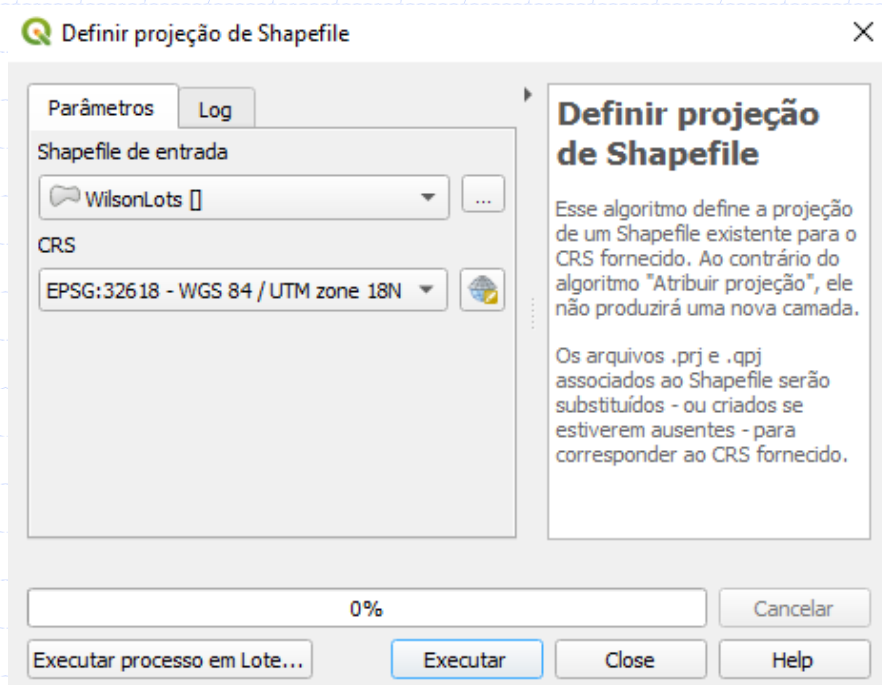 Definir projeção de Shapefile
Parâmetros
Log
Shapefile de entrada
WilsonLots []
...
CRS
EPSG:32618 - WGS 84 / UTM zone 18N
Definir projeção
de Shapefile
Esse algoritmo define a projeção
de um Shapefile existente para o
CRS fornecido. Ao contrário do
algoritmo "Atribuir projeção", ele
não produzirá uma nova camada.
Os arquivos .prj e .qpj
associados ao Shapefile serão
substituídos - ou criados se
estiverem ausentes - para
corresponder ao CRS fornecido.
0%
Cancelar
Executar processo em Lote...
Executar
Close
Help